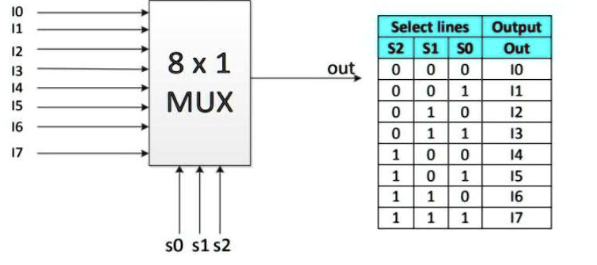 I0
I1
I2
I3
I4
I5
I6
I7
8 x 1
MUX
out
s0 s1 s2
Select lines Output
S2 S1 S0 Out
0 0 0 I0
0 0 1 I1
0 1 0 I2
0 1 1 I3
1 0 0 I4
1 0 1 I5
1 1 0 I6
1 1 1 I7